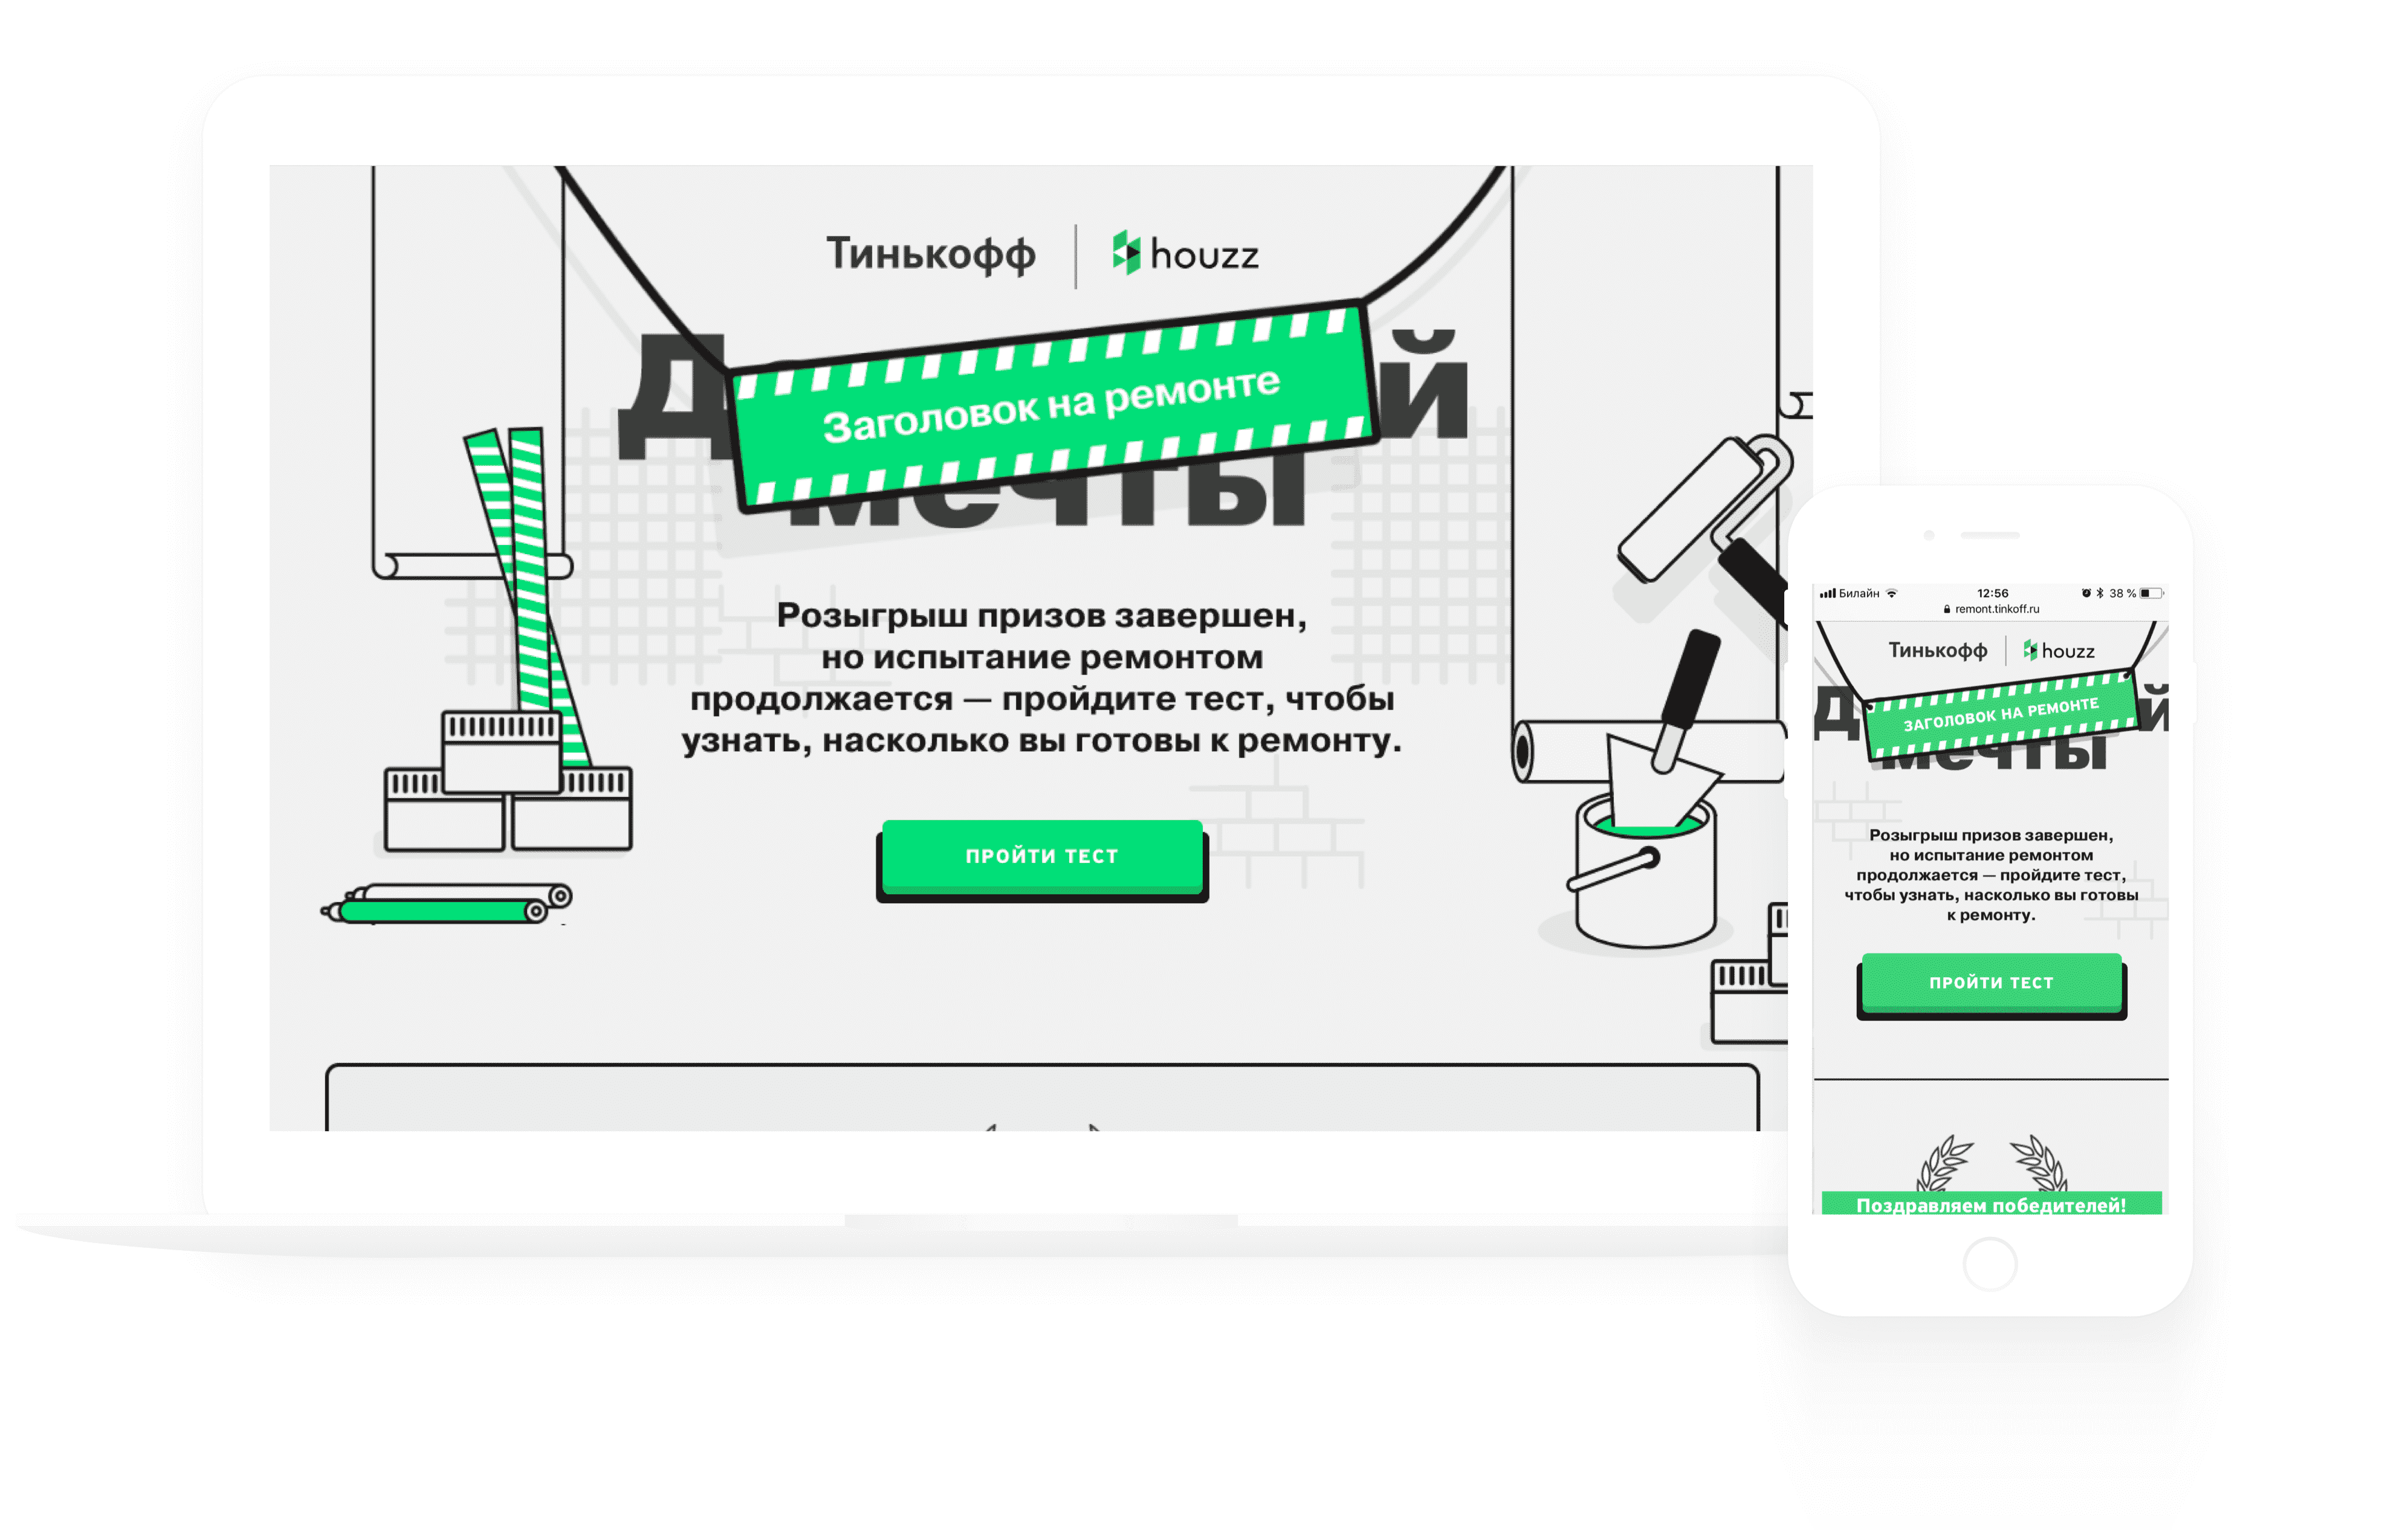 Тинькофф | houzz
Заголовок на ремонте
мечты
Розыгрыш призов завершен,
но испытание ремонтом
продолжается — пройдите тест, чтобы
узнать, насколько вы готовы к ремонту.
ПРОЙТИ ТЕСТ
Билайн 12:56 38 %
remont.tinkoff.ru
Тинькофф | houzz
ЗАГОЛОВОК НА РЕМОНТЕ
мечты
Розыгрыш призов завершен,
но испытание ремонтом
продолжается — пройдите тест,
чтобы узнать, насколько вы готовы
к ремонту.
ПРОЙТИ ТЕСТ
Поздравляем победителей!